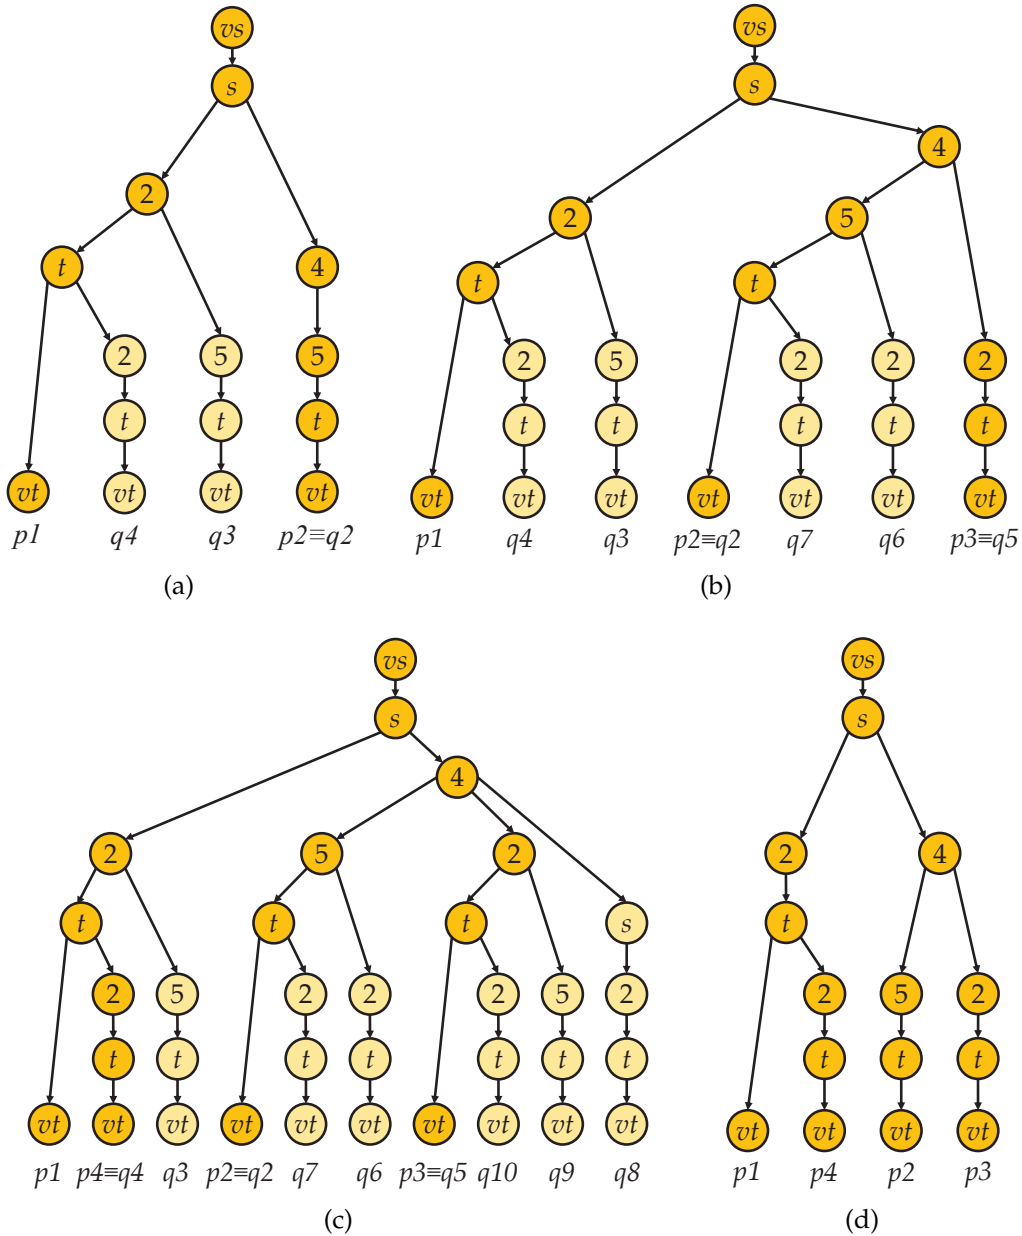 vs vs
s s
4
2 2 5
t 4 t t
2 5 5 2 5 2 2 2
t t t t t t t t
vt vt vt vt vt vt vt vt vt vt vt
p1 q4 q3 p2≡q2 p1 q4 q3 p2≡q2 q7 q6 p3≡q5
(a) (b)
vs vs
s s
4
2 5 2 2 4
t t t s t
2 5 2 2 2 5 2 2 5 2
t t t t t t t t t t
vt vt vt vt vt vt vt vt vt vt vt vt vt vt
p1 p4≡q4 q3 p2≡q2 q7 q6 p3≡q5 q10 q9 q8 p1 p4 p2 p3
(c) (d)